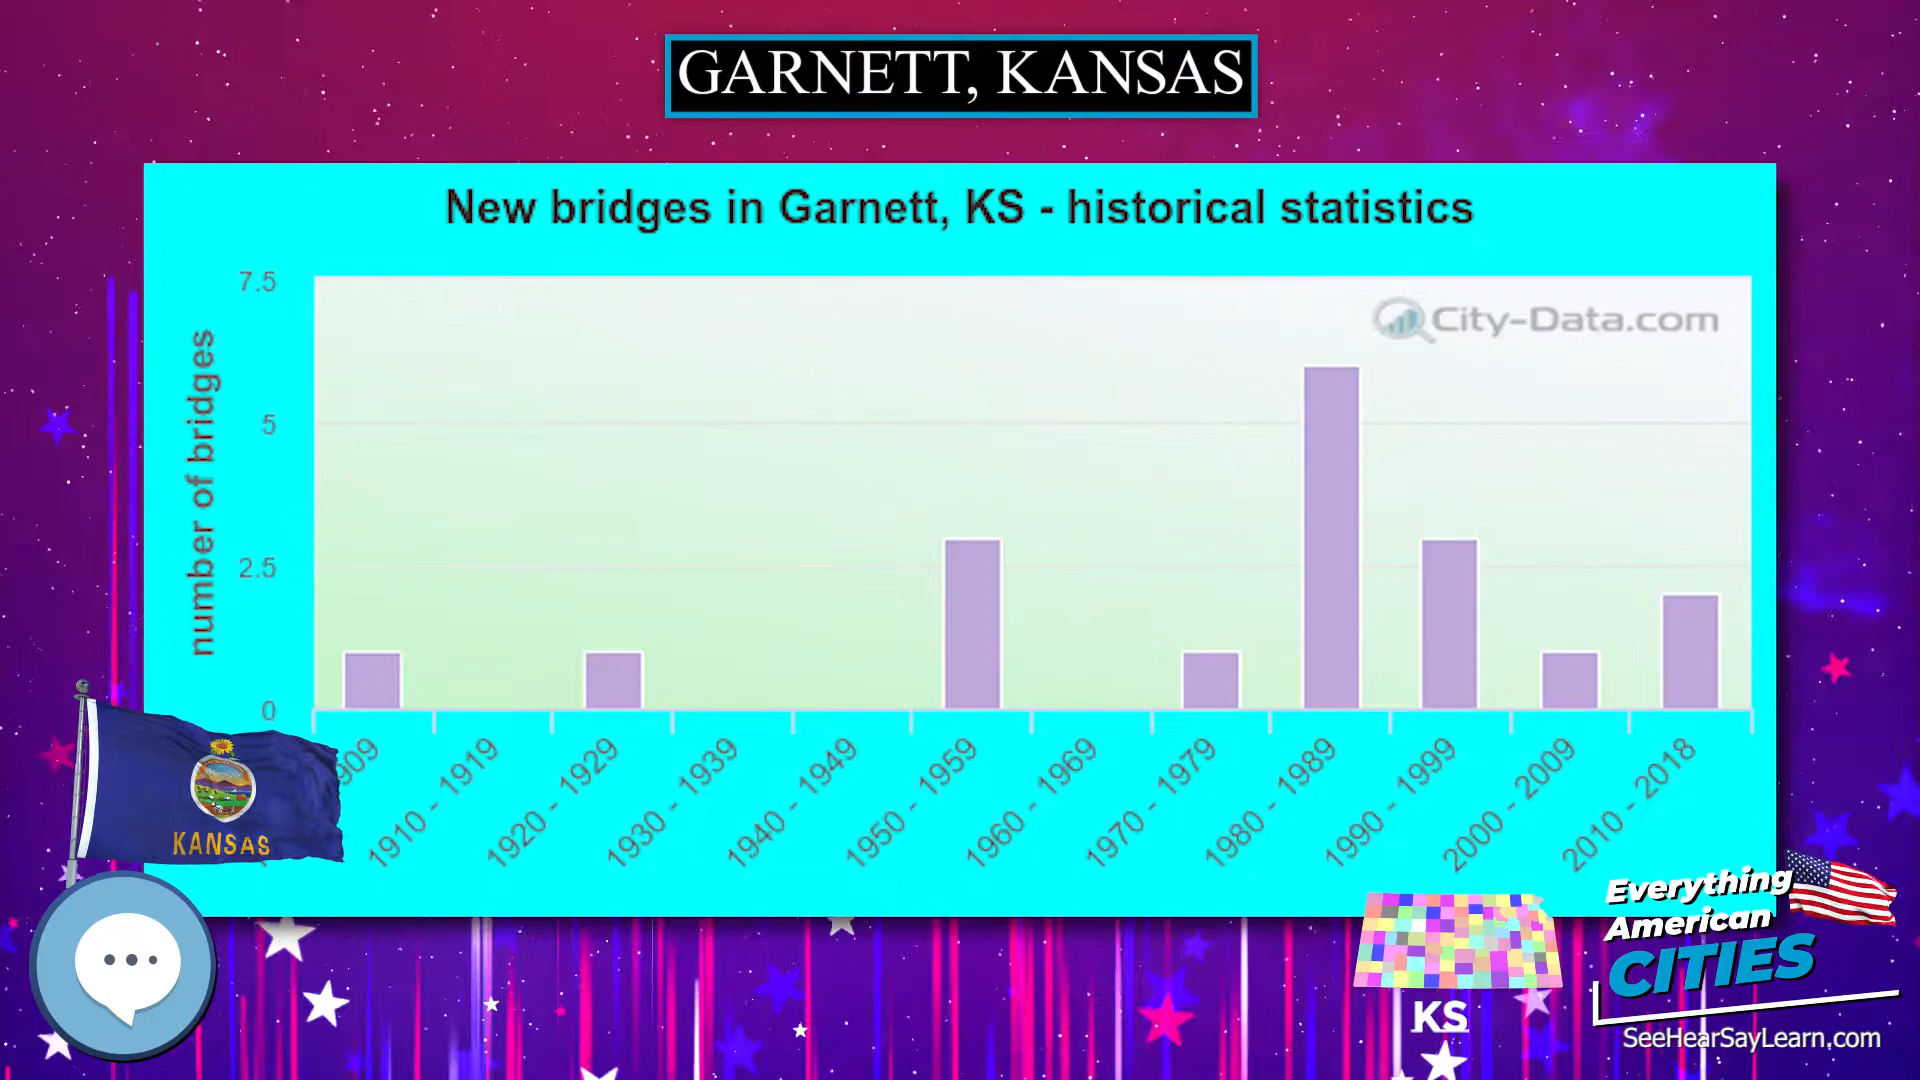 GARNETT, KANSAS
New bridges in Garnett, KS - historical statistics
City-Data.com
number of bridges
7.5
5
2.5
0
909
1910 - 1919
1920 - 1929
1930 - 1939
1940 - 1949
1950 - 1959
1960 - 1969
1970 - 1979
1980 - 1989
1990 - 1999
2000 - 2009
2010 - 2018
KANSAS
KS
Everything
American
CITIES
SeeHearSayLearn.com